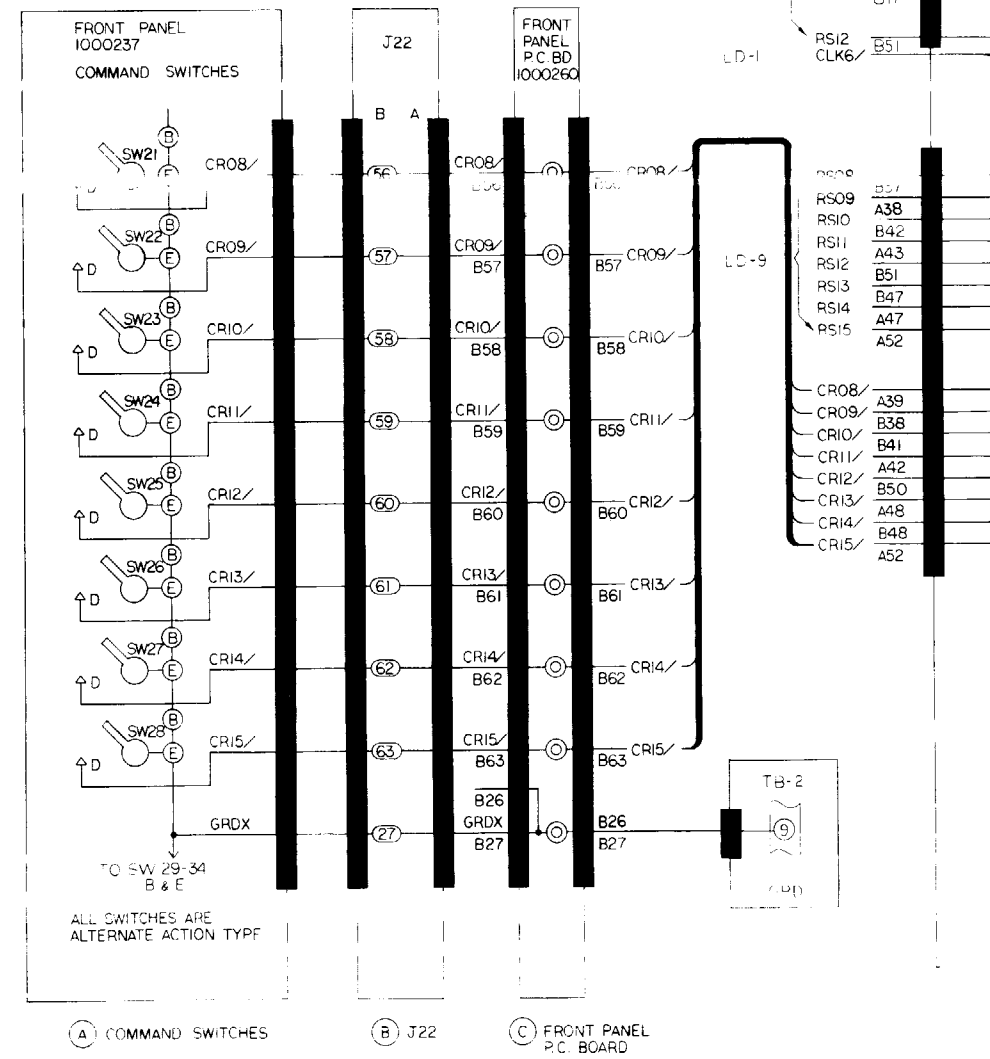 FRONT PANEL
1000237
COMMAND SWITCHES
J22
B A
FRONT
PANEL
P.C. BD
1000260
RS12 B51
CLK6/
LD-1
B
SW21 E CR08/ 56 CR08/ CR08/
D
B
SW22 E CR09/ 57 CR09/ B57 B57 CR09/
D
B
SW23 E CR10/ 58 CR10/ B58 B58 CR10/
D
B
SW24 E CR11/ 59 CR11/ B59 B59 CR11/
D
B
SW25 E CR12/ 60 CR12/ B60 B60 CR12/
D
B
SW26 E CR13/ 61 CR13/ B61 B61 CR13/
D
B
SW27 E CR14/ 62 CR14/ B62 B62 CR14/
D
B
SW28 E CR15/ 63 CR15/ B63 B63 CR15/
D
B26
GRDX 27 GRDX B27 B26 B27
TO SW 29-34
B & E
ALL SWITCHES ARE
ALTERNATE ACTION TYPE
LD-9
B37
RS09
A38
RS10
B42
RS11
A43
RS12
B51
RS13
B47
RS14
A47
RS15
A52
CR08/
A39
CR09/
B38
CR10/
B41
CR11/
A42
CR12/
B50
CR13/
A48
CR14/
B48
CR15/
A52
TB-2
9
A COMMAND SWITCHES
B J22
C FRONT PANEL
P.C. BOARD